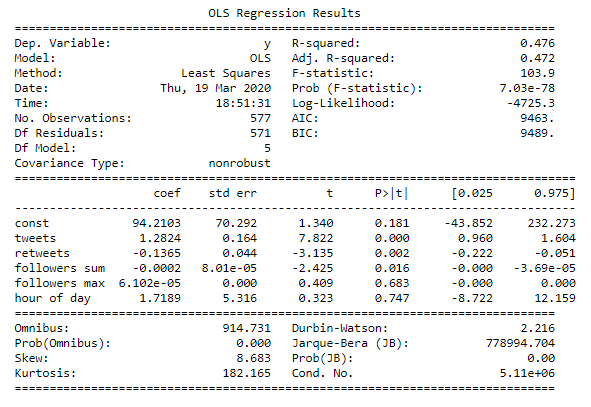 OLS Regression Results
==============================================================================
Dep. Variable: y R-squared: 0.476
Model: OLS Adj. R-squared: 0.472
Method: Least Squares F-statistic: 103.9
Date: Thu, 19 Mar 2020 Prob (F-statistic): 7.03e-78
Time: 18:51:31 Log-Likelihood: -4725.3
No. Observations: 577 AIC: 9463.
Df Residuals: 571 BIC: 9489.
Df Model: 5
Covariance Type: nonrobust
=================================================================================
coef std err t P>|t| [0.025 0.975]
---------------------------------------------------------------------------------
const 94.2103 70.292 1.340 0.181 -43.852 232.273
tweets 1.2824 0.164 7.822 0.000 0.960 1.604
retweets -0.1365 0.044 -3.135 0.002 -0.222 -0.051
followers sum -0.0002 8.01e-05 -2.425 0.016 -0.000 -3.69e-05
followers max 6.102e-05 0.000 0.409 0.683 -0.000 0.000
hour of day 1.7189 5.316 0.323 0.747 -8.722 12.159
==============================================================================
Omnibus: 914.731 Durbin-Watson: 2.216
Prob(Omnibus): 0.000 Jarque-Bera (JB): 778994.704
Skew: 8.683 Prob(JB): 0.00
Kurtosis: 182.165 Cond. No. 5.11e+06
==============================================================================